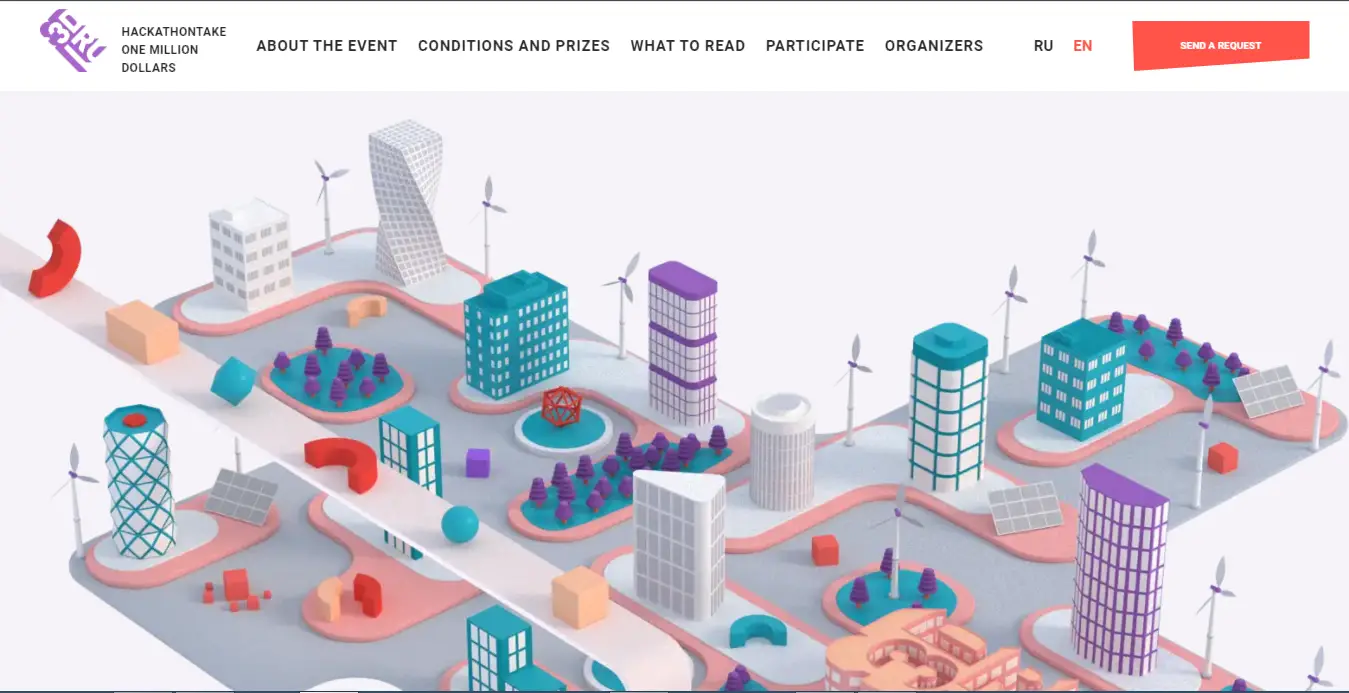 HACKATHONTAKE
ONE MILLION
DOLLARS
ABOUT THE EVENT
CONDITIONS AND PRIZES
WHAT TO READ
PARTICIPATE
ORGANIZERS
RU
EN
SEND A REQUEST